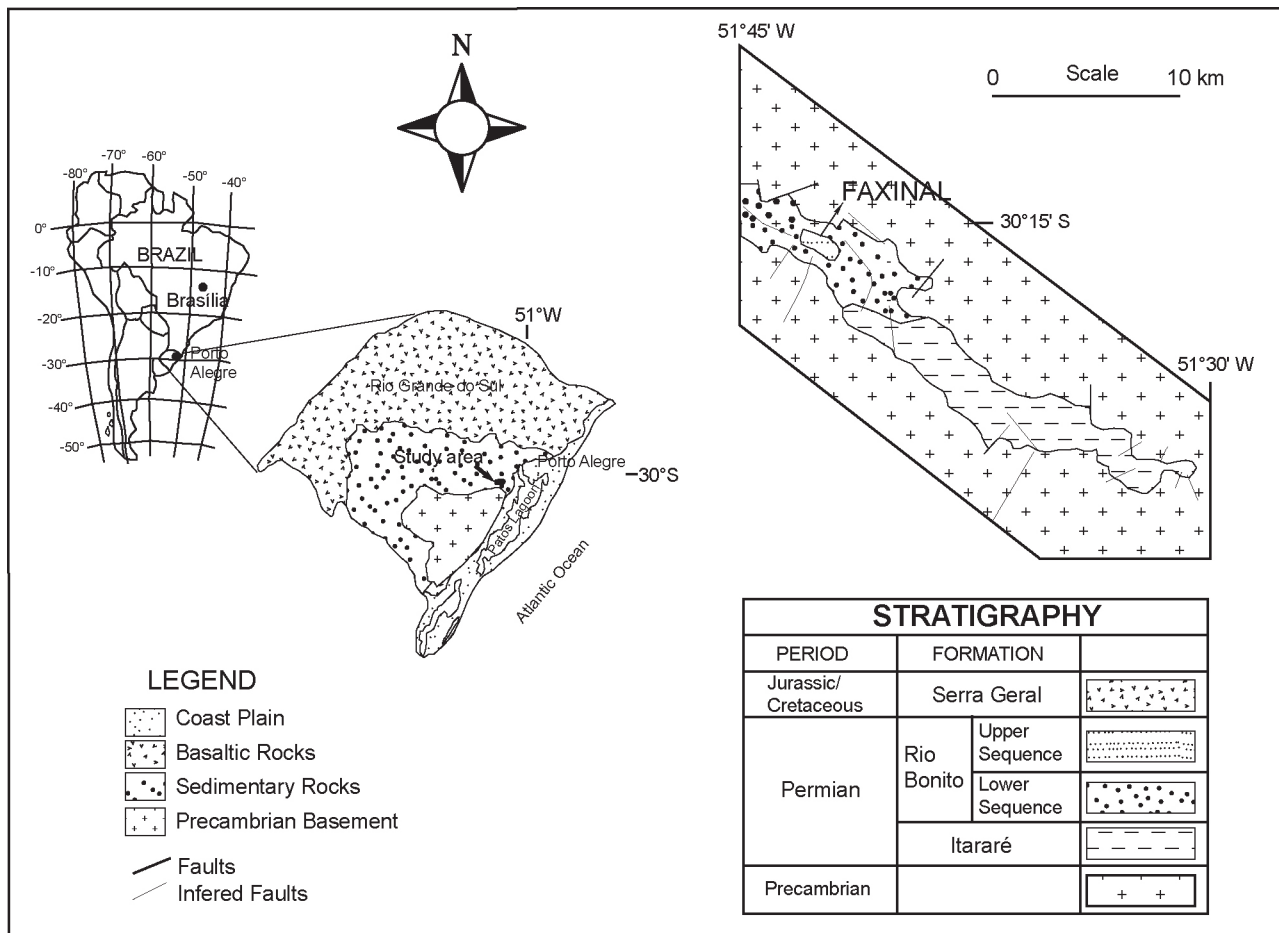 N
-80°
-70°
-60°
-50°
-40°
0°
-10°
-20°
-30°
-40°
-50°
BRAZIL
Brasília
Porto
Alegre
51°W
Rio Grande do Sul
Study area
Porto Alegre
30°S
Patos Lagoon
Atlantic Ocean
LEGEND
Coast Plain
Basaltic Rocks
Sedimentary Rocks
Precambrian Basement
Faults
Infered Faults
51°45' W
0 Scale 10 km
FAXINAL
30°15' S
51°30' W
STRATIGRAPHY
PERIOD FORMATION
Jurassic/
Cretaceous
Serra Geral
Permian
Rio
Bonito
Upper
Sequence
Lower
Sequence
Itararé
Precambrian